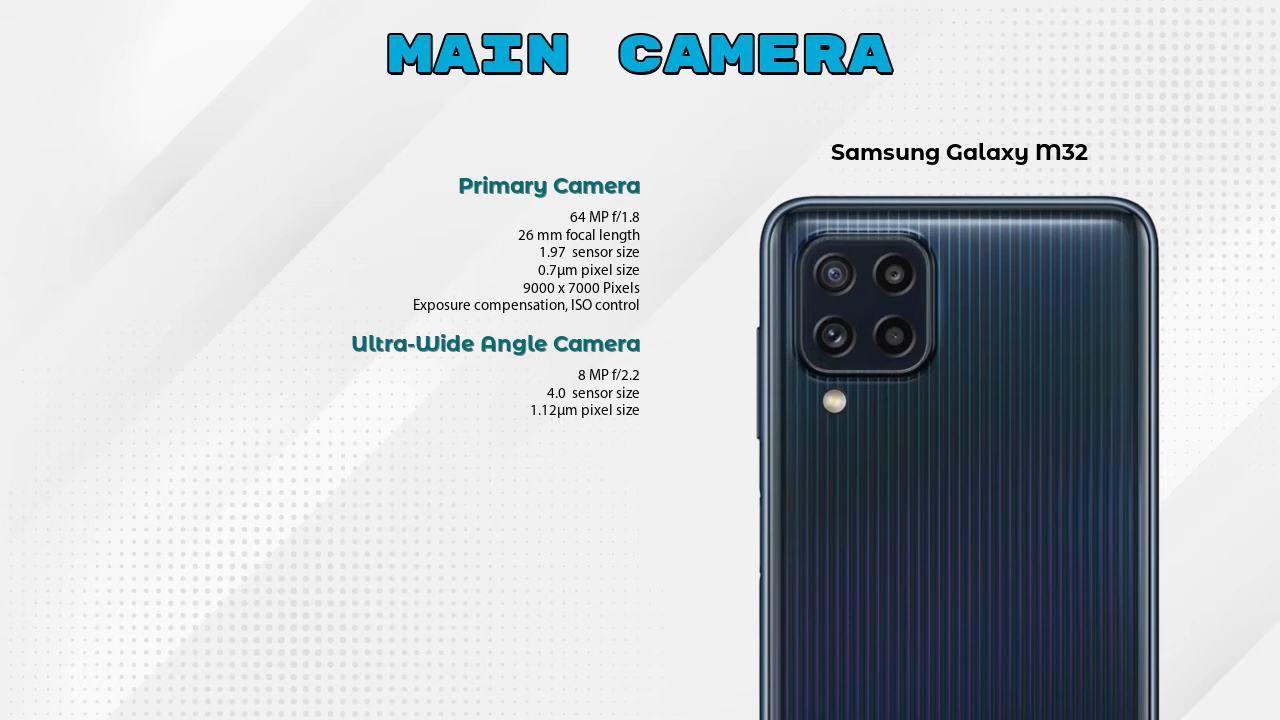 MAIN CAMERA
Samsung Galaxy M32
Primary Camera
64 MP f/1.8
26 mm focal length
1.97 sensor size
0.7μm pixel size
9000 x 7000 Pixels
Exposure compensation, ISO control
Ultra-Wide Angle Camera
8 MP f/2.2
4.0 sensor size
1.12μm pixel size